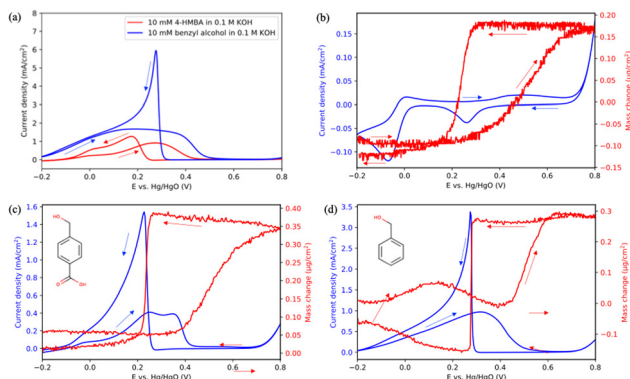 (a)
10 mM 4-HMBA in 0.1 M KOH
10 mM benzyl alcohol in 0.1 M KOH
Current density (mA/cm²)
6
5
4
3
2
1
0
-0.2 0.0 0.2 0.4 0.6 0.8
E vs. Hg/HgO (V)
(b)
Current density (mA/cm²)
0.15
0.10
0.05
0.00
-0.05
-0.10
-0.2 0.0 0.2 0.4 0.6 0.8
E vs. Hg/HgO (V)
0.20
0.15
0.10
0.05
0.00
-0.05
-0.10
-0.15
Mass change (μg/cm²)
(c)
HO
O
OH
Current density (mA/cm²)
1.6
1.4
1.2
1.0
0.8
0.6
0.4
0.2
0.0
-0.2 0.0 0.2 0.4 0.6 0.8
E vs. Hg/HgO (V)
0.40
0.35
0.30
0.25
0.20
0.15
0.10
0.05
0.00
Mass change (μg/cm²)
(d)
HO
Current density (mA/cm²)
3.5
3.0
2.5
2.0
1.5
1.0
0.5
0.0
-0.2 0.0 0.2 0.4 0.6 0.8
E vs. Hg/HgO (V)
0.3
0.2
0.1
0.0
-0.1
Mass change (μg/cm²)